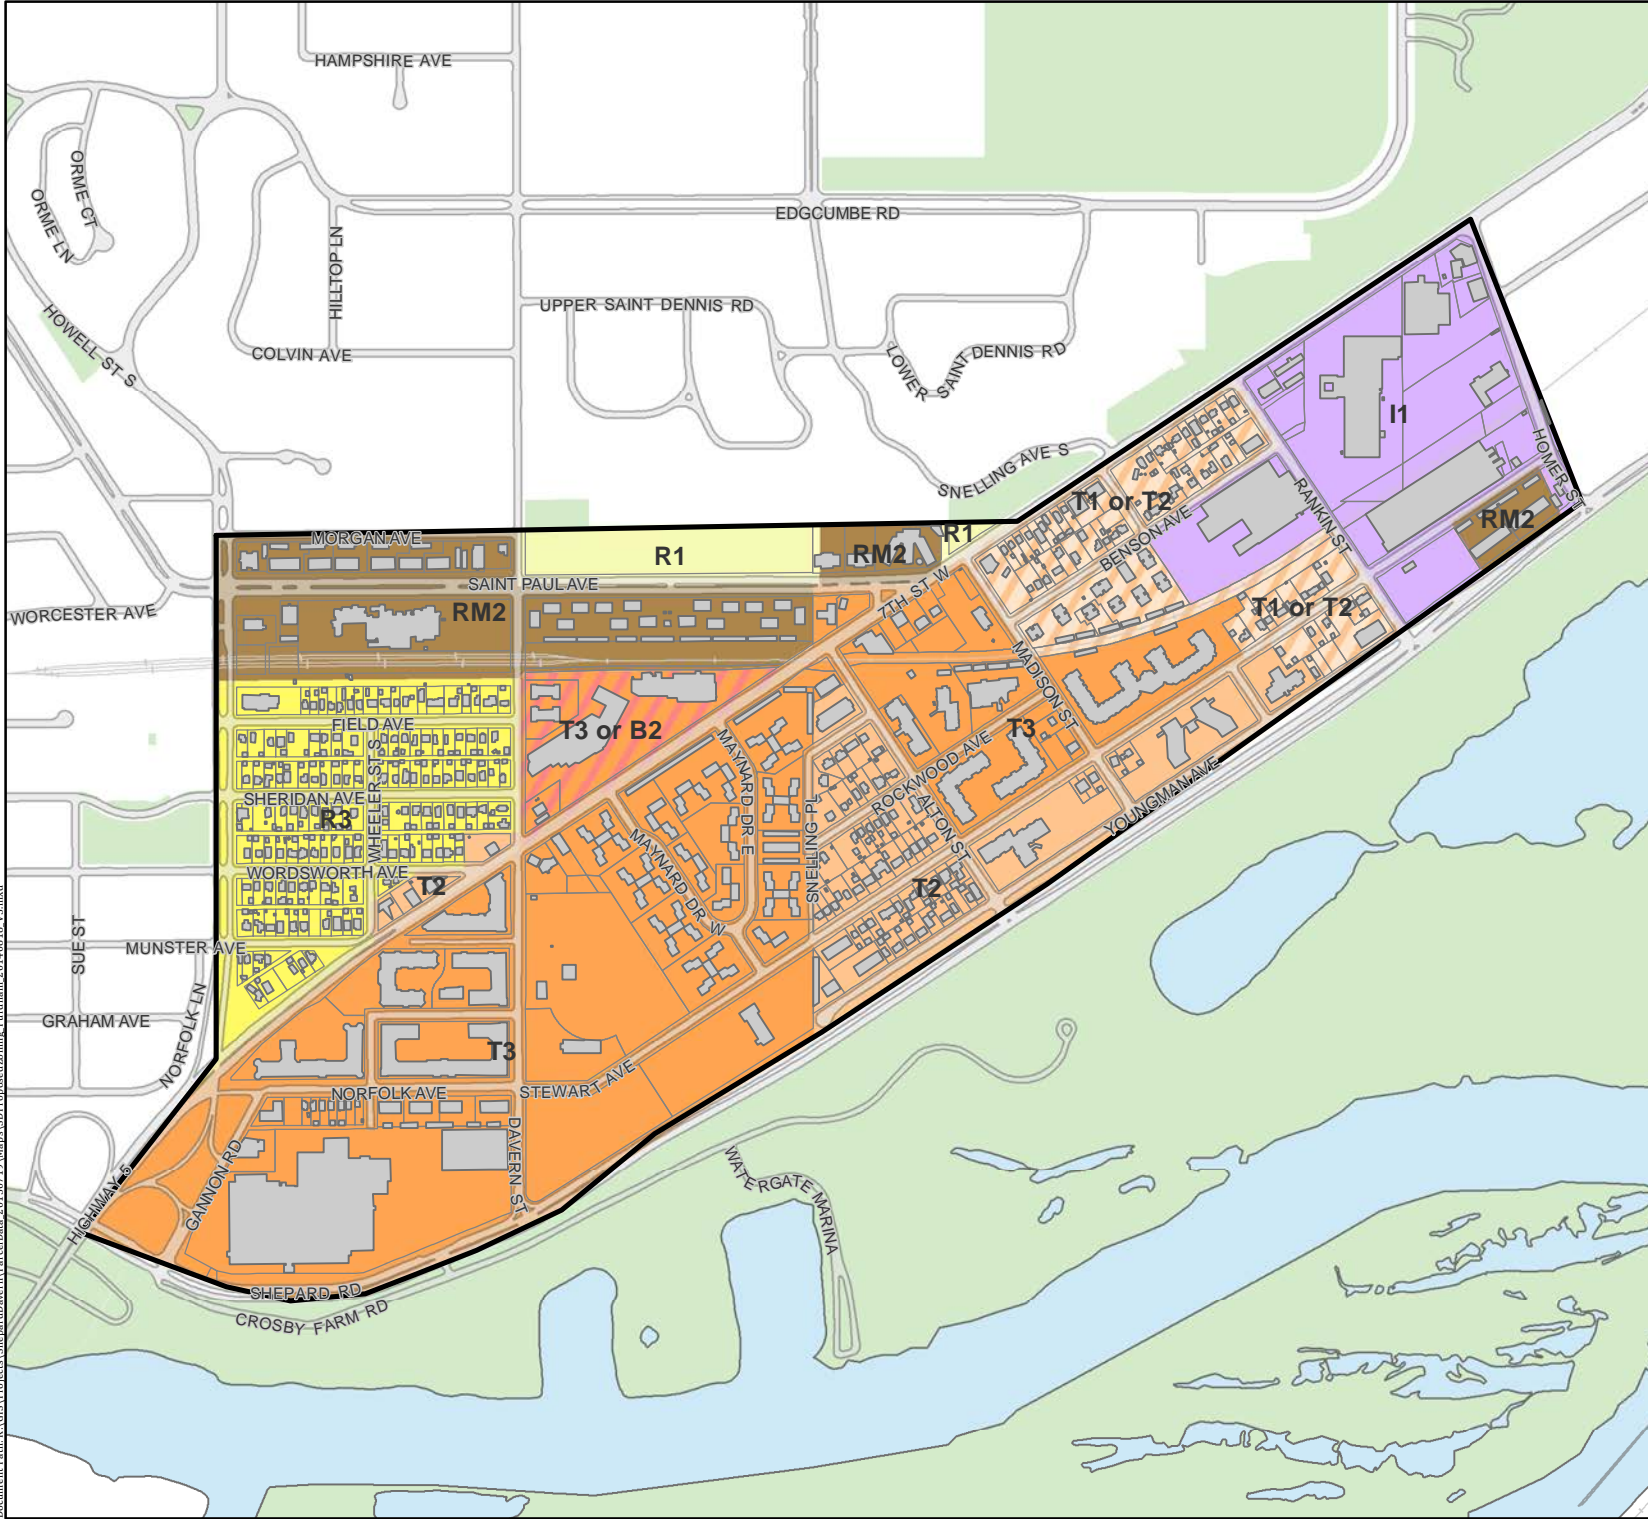 HAMPSHIRE AVE
ORME CT
ORME LN
EDGCUMBE RD
HILLTOP LN
UPPER SAINT DENNIS RD
HOWELL ST S
COLVIN AVE
LOWER SAINT DENNIS RD
I1
HOMER ST
SNELLING AVE S
T1 or T2
RANKIN ST
RM2
BENSON AVE
MORGAN AVE
R1
RM2
R1
SAINT PAUL AVE
7TH ST W
WORCESTER AVE
RM2
T1 or T2
MADISON ST
FIELD AVE
T3 or B2
T3
MAYNARD DR E
ROCKWOOD AVE
WHEELER ST S
SHERIDAN AVE
R3
SNELLING PL
ALTON ST
YOUNGMAN AVE
MAYNARD DR W
WORDSWORTH AVE
T2
T2
SUE ST
MUNSTER AVE
GRAHAM AVE
NORFOLK LN
T3
NORFOLK AVE
STEWART AVE
DAVERN ST
GANNON RD
HIGHWAY 5
WATERGATE MARINA
SHEPARD RD
CROSBY FARM RD